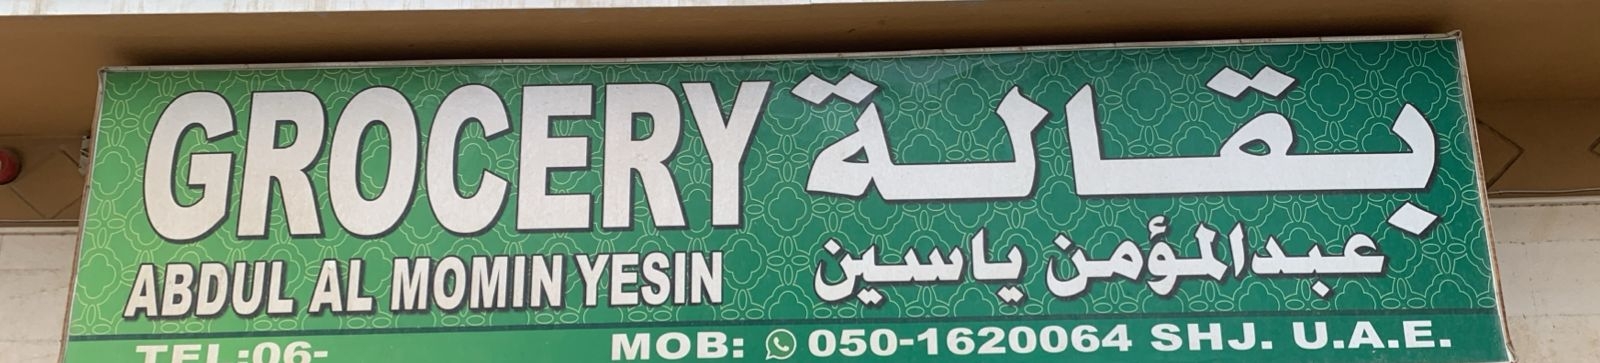 GROCERY بقالة
ABDUL AL MOMIN YESIN عبدالمؤمن ياسين
TEL:06- MOB: 050-1620064 SHJ. U.A.E.